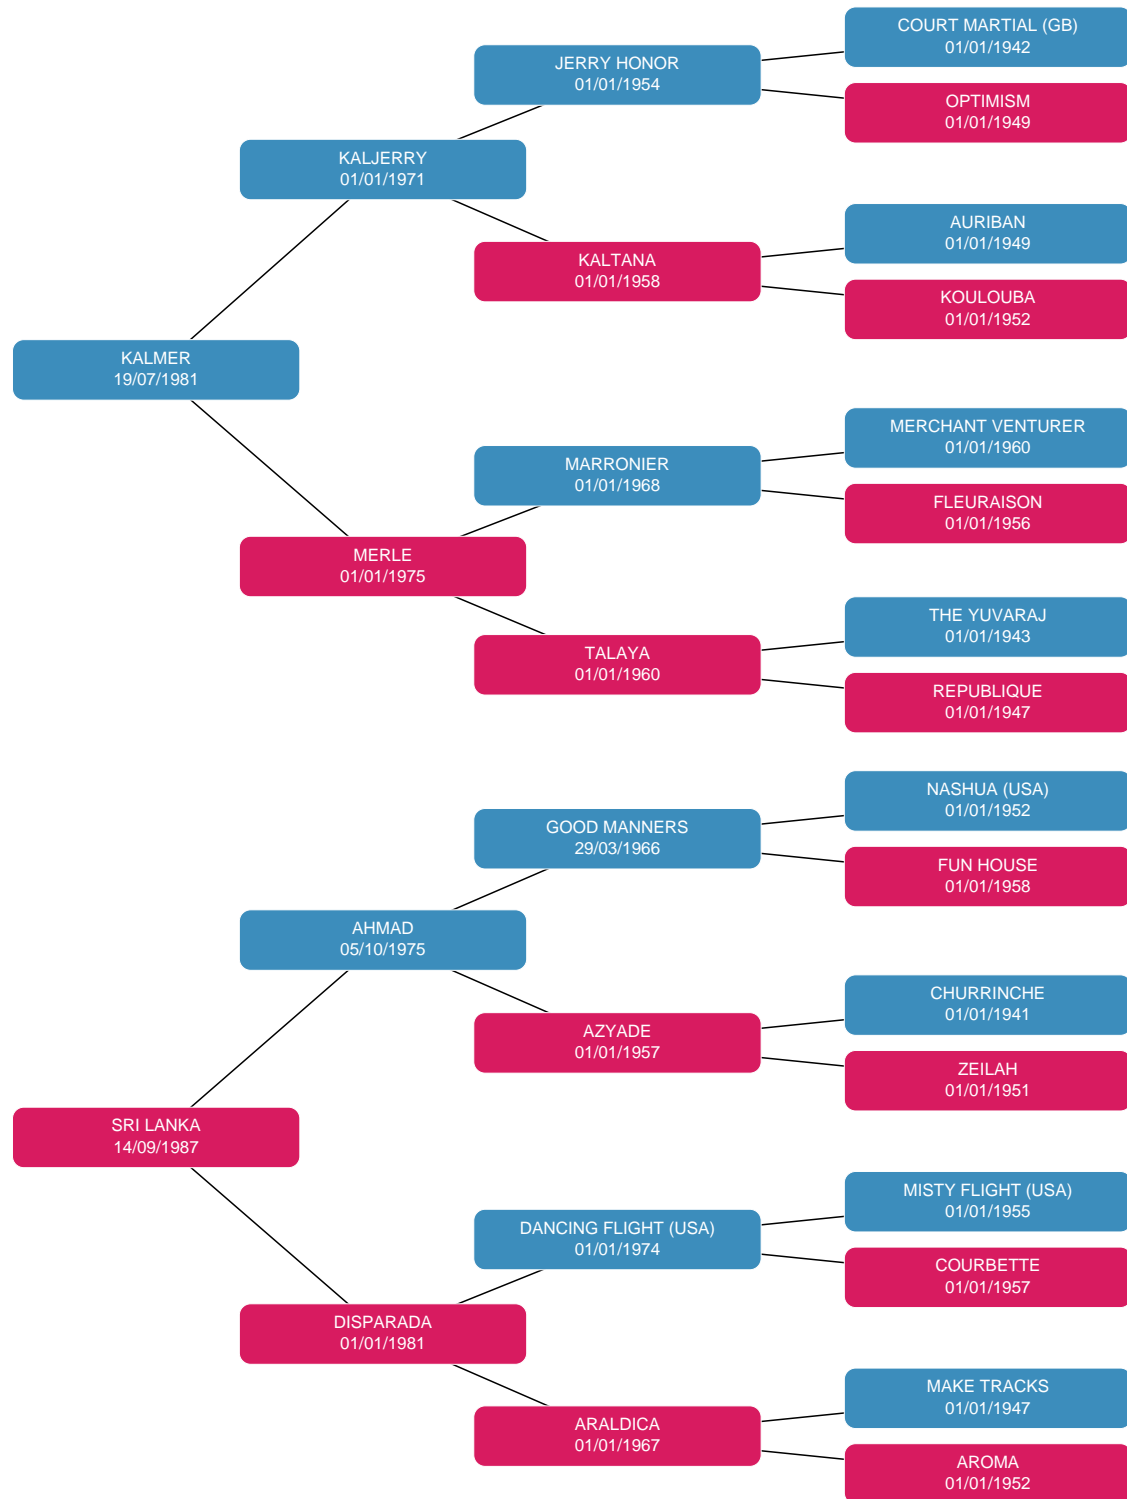 COURT MARTIAL (GB)
01/01/1942
JERRY HONOR
01/01/1954
OPTIMISM
01/01/1949
KALJERRY
01/01/1971
AURIBAN
01/01/1949
KALTANA
01/01/1958
KOULOUBA
01/01/1952
KALMER
19/07/1981
MERCHANT VENTURER
01/01/1960
MARRONIER
01/01/1968
FLEURAISON
01/01/1956
MERLE
01/01/1975
THE YUVARAJ
01/01/1943
TALAYA
01/01/1960
REPUBLIQUE
01/01/1947
NASHUA (USA)
01/01/1952
GOOD MANNERS
29/03/1966
FUN HOUSE
01/01/1958
AHMAD
05/10/1975
CHURRINCHE
01/01/1941
AZYADE
01/01/1957
ZEILAH
01/01/1951
SRI LANKA
14/09/1987
MISTY FLIGHT (USA)
01/01/1955
DANCING FLIGHT (USA)
01/01/1974
COURBETTE
01/01/1957
DISPARADA
01/01/1981
MAKE TRACKS
01/01/1947
ARALDICA
01/01/1967
AROMA
01/01/1952